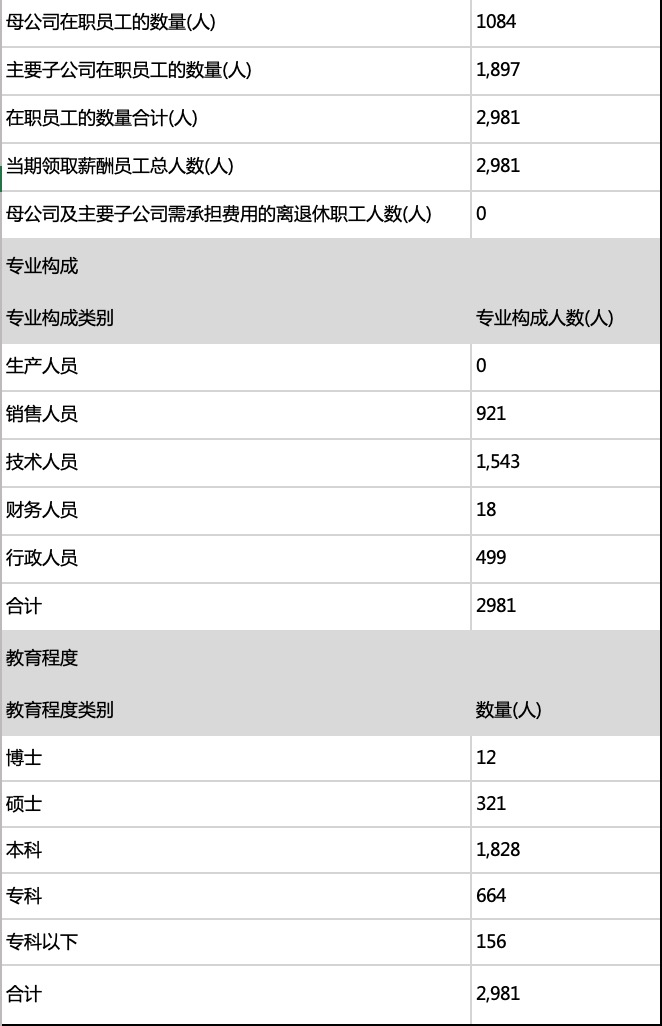 母公司在职员工的数量(人) 1084
主要子公司在职员工的数量(人) 1,897
在职员工的数量合计(人) 2,981
当期领取薪酬员工总人数(人) 2,981
母公司及主要子公司需承担费用的离退休职工人数(人) 0
专业构成
专业构成类别 专业构成人数(人)
生产人员 0
销售人员 921
技术人员 1,543
财务人员 18
行政人员 499
合计 2981
教育程度
教育程度类别 数量(人)
博士 12
硕士 321
本科 1,828
专科 664
专科以下 156
合计 2,981